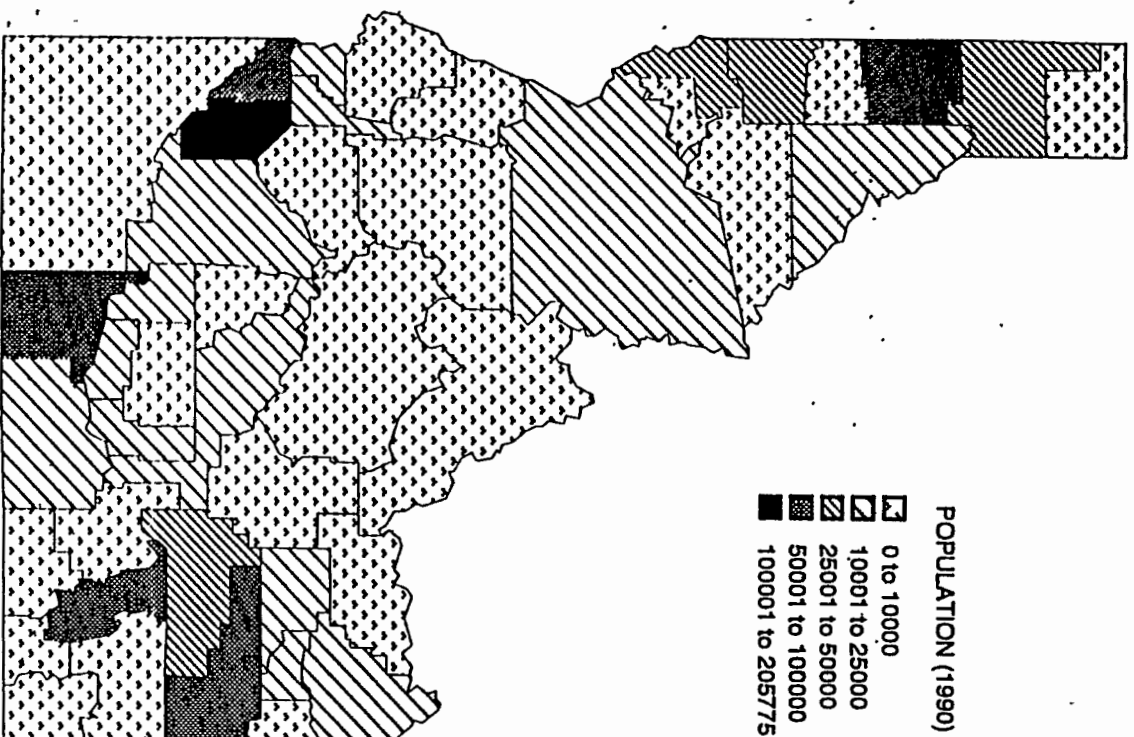 POPULATION (1990)
0 to 10000
10001 to 25000
25001 to 50000
50001 to 100000
100001 to 205775